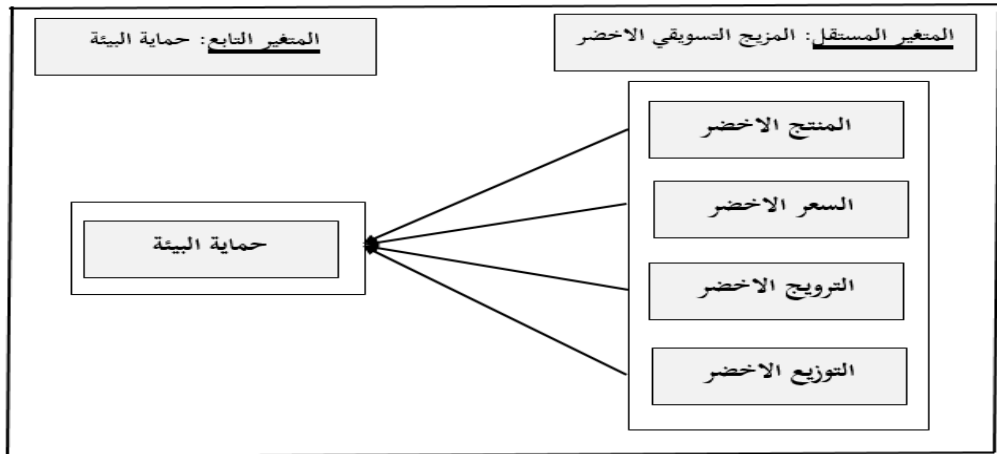 المتغير المستقل: المزيج التسويقي الاخضر
المتغير التابع: حماية البيئة
المنتج الاخضر
السعر الاخضر
الترويج الاخضر
التوزيع الاخضر
حماية البيئة